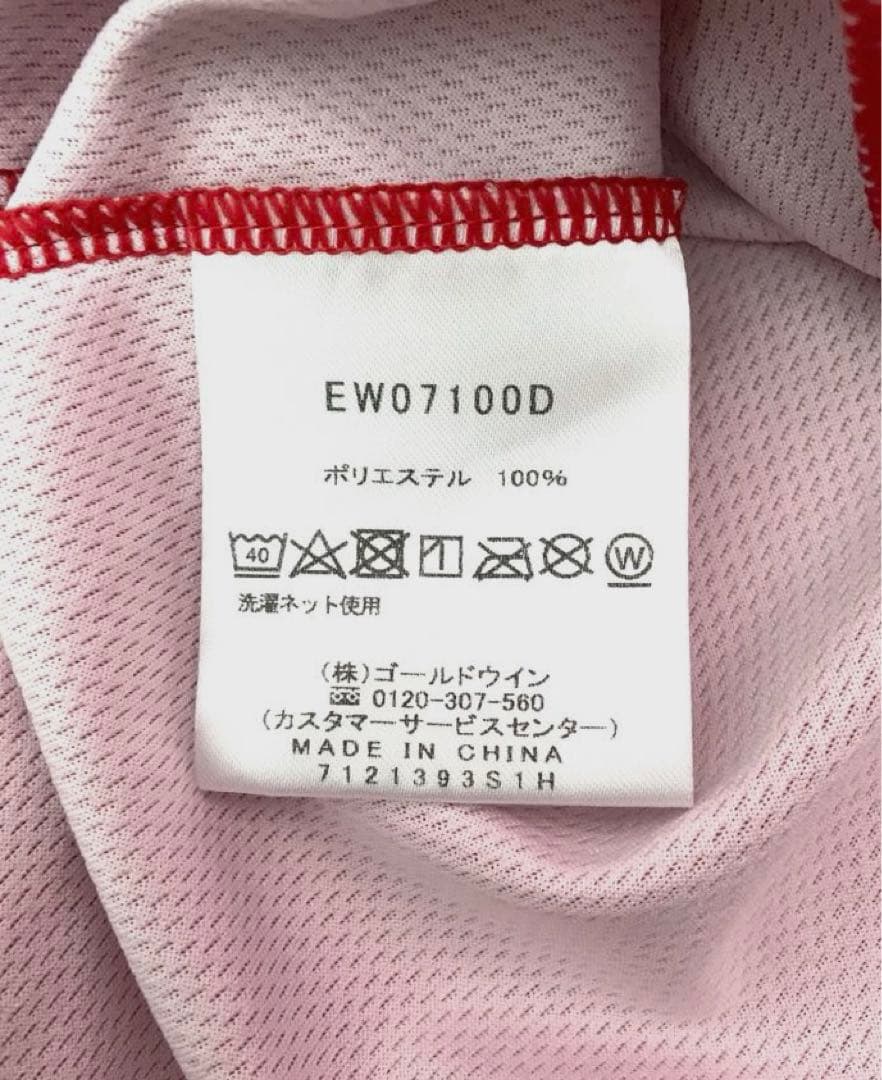 EW07100D
ポリエステル 100%
40 W
洗濯ネット使用
(株)ゴールドウイン
0120-307-560
(カスタマーサービスセンター)
MADE IN CHINA
7121393S1H